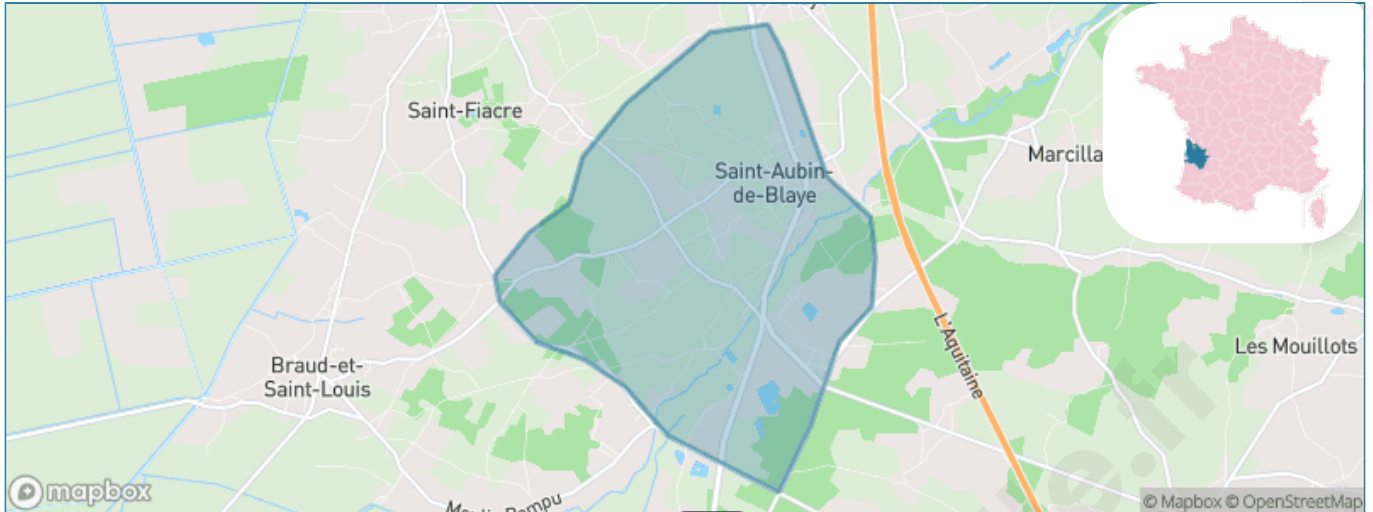 Saint-Fiacre
Saint-Aubin-
de-Blaye
Marcilla
L'Aquitaine
Les Mouillots
Braud-et-
Saint-Louis
mapbox
© Mapbox © OpenStreetMap